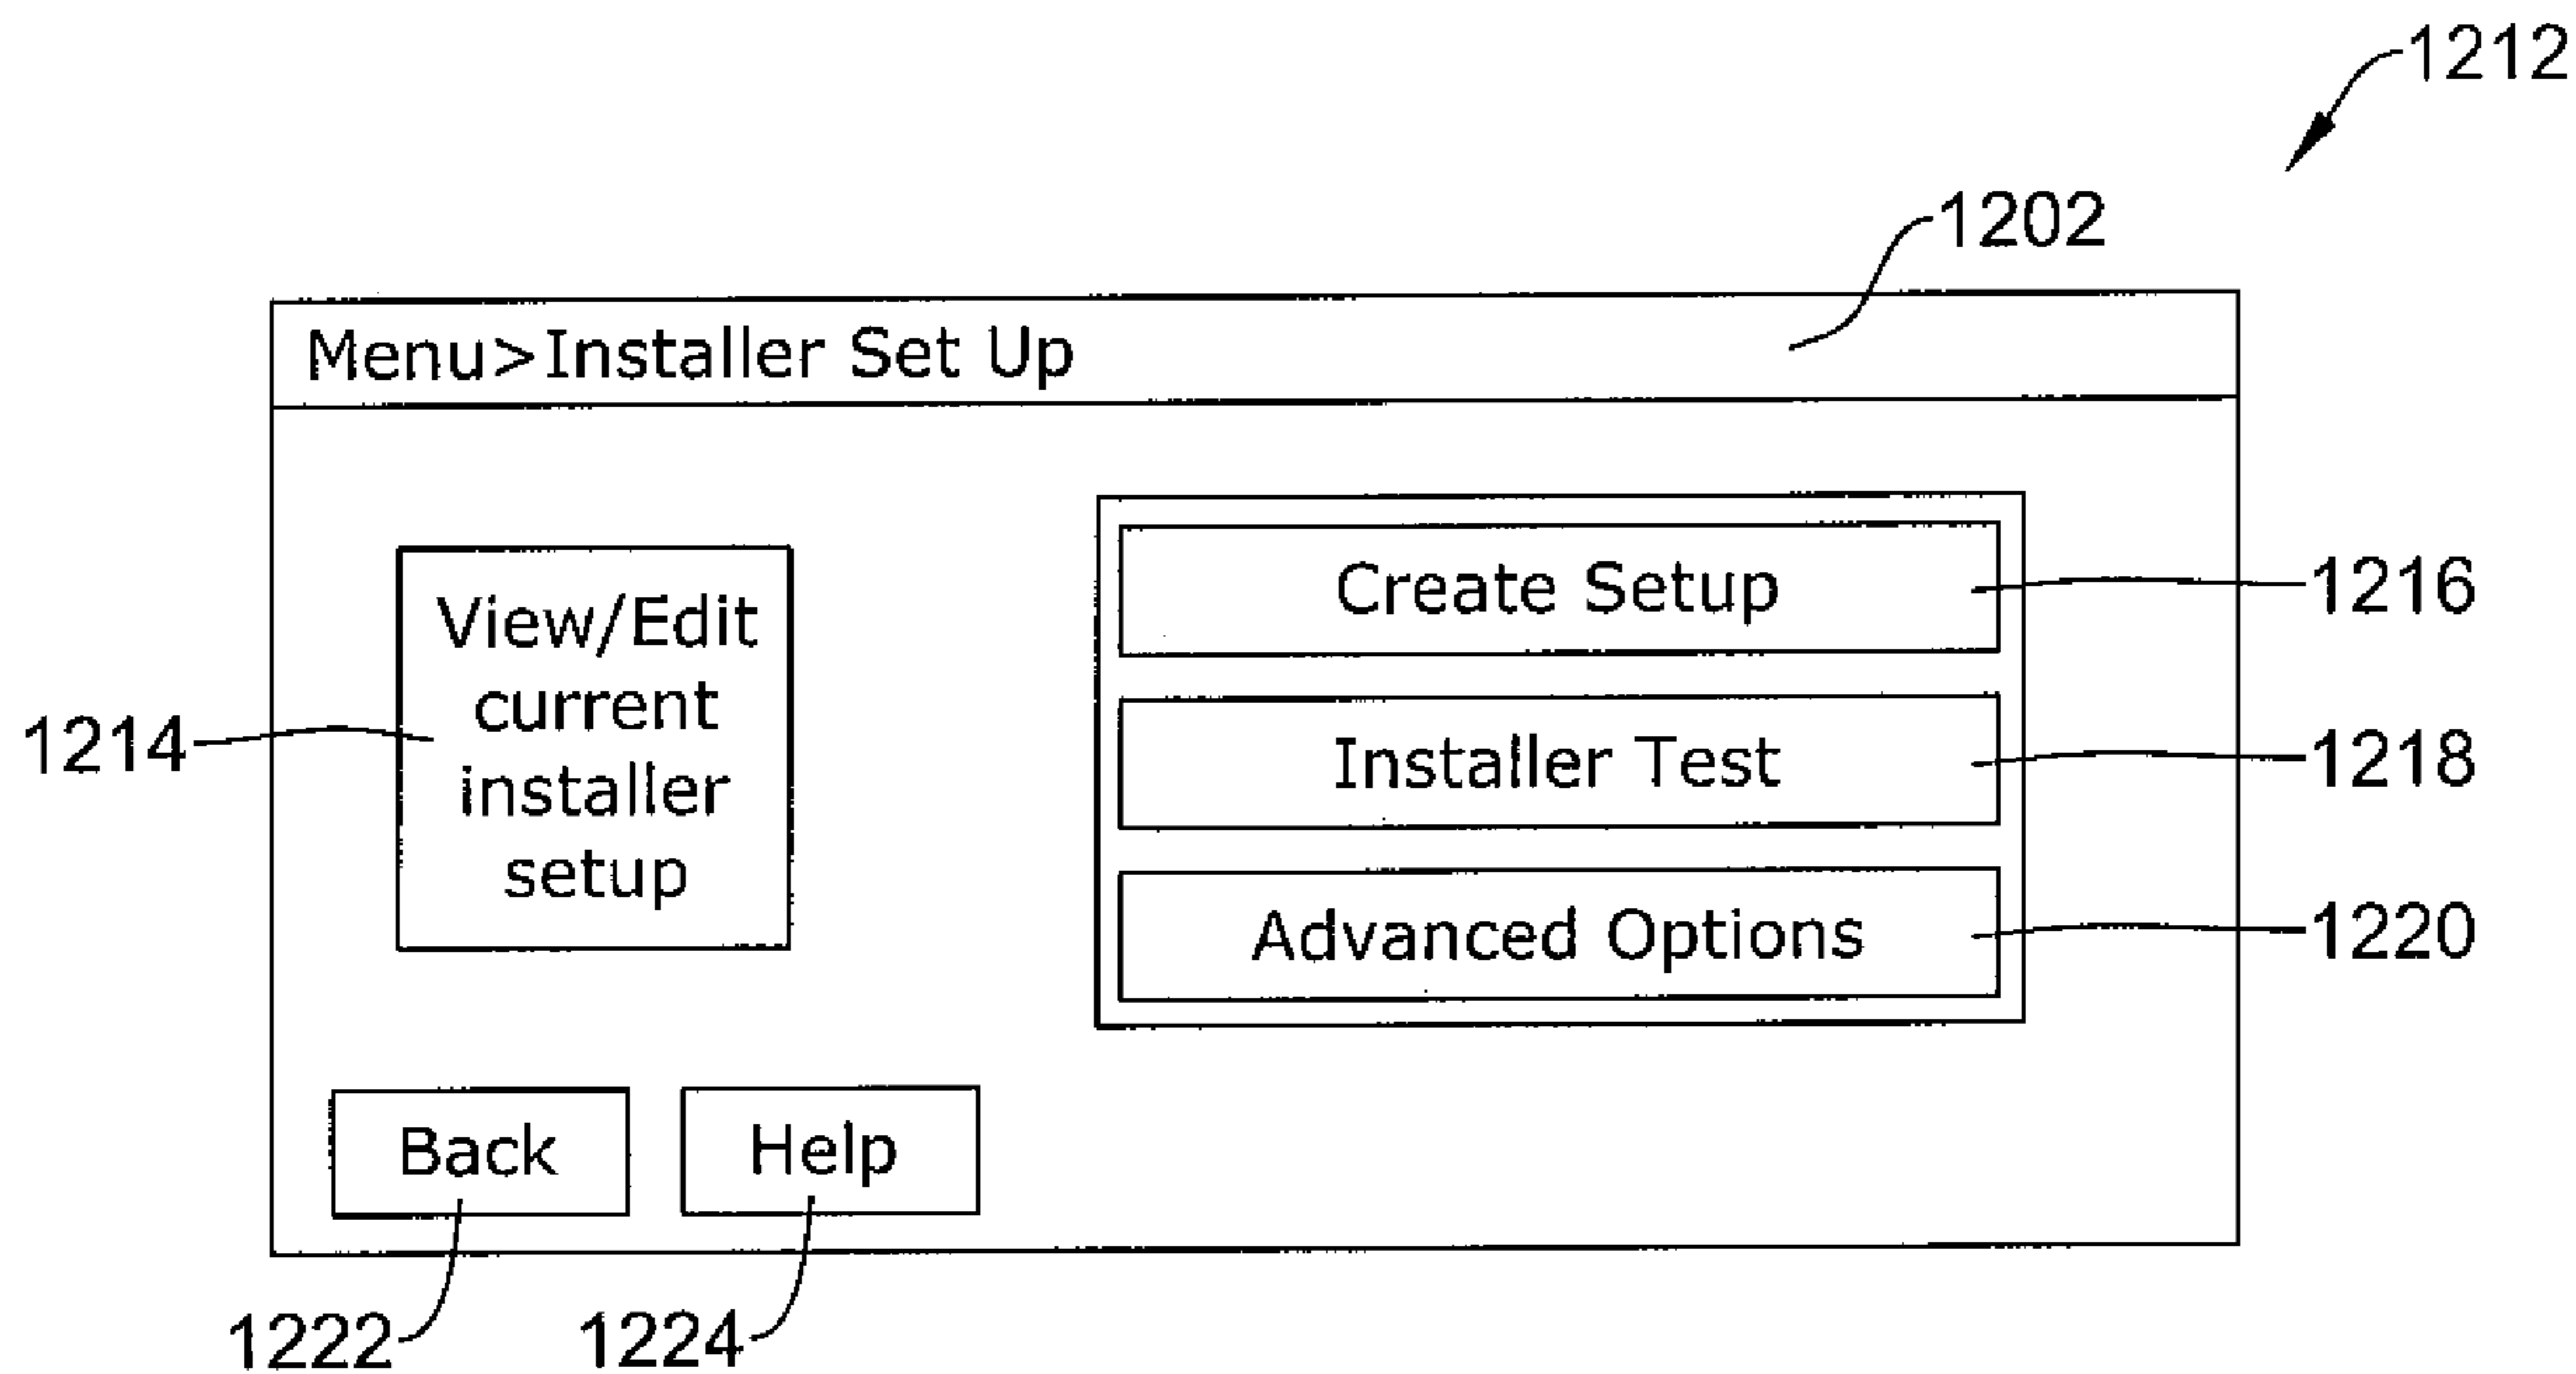 1212
1202
Menu>Installer Set Up
View/Edit
current
installer
setup
1214
Create Setup
1216
Installer Test
1218
Advanced Options
1220
Back
Help
1222
1224